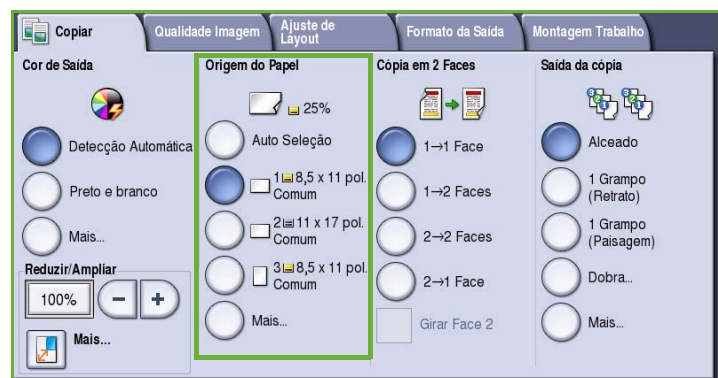 Copiar
Qualidade Imagem
Ajuste de
Layout
Formato da Saída
Montagem Trabalho
Cor de Saída
Detecção Automática
Preto e branco
Mais...
Reduzir/Ampliar
100%
- +
Mais...
Origem do Papel
25%
Auto Seleção
1 8,5 x 11 pol.
Comum
2 11 x 17 pol.
Comum
3 8,5 x 11 pol.
Comum
Mais...
Cópia em 2 Faces
1→1 Face
1→2 Faces
2→2 Faces
2→1 Face
Girar Face 2
Saída da cópia
Alceado
1 Grampo
(Retrato)
1 Grampo
(Paisagem)
Dobra...
Mais...